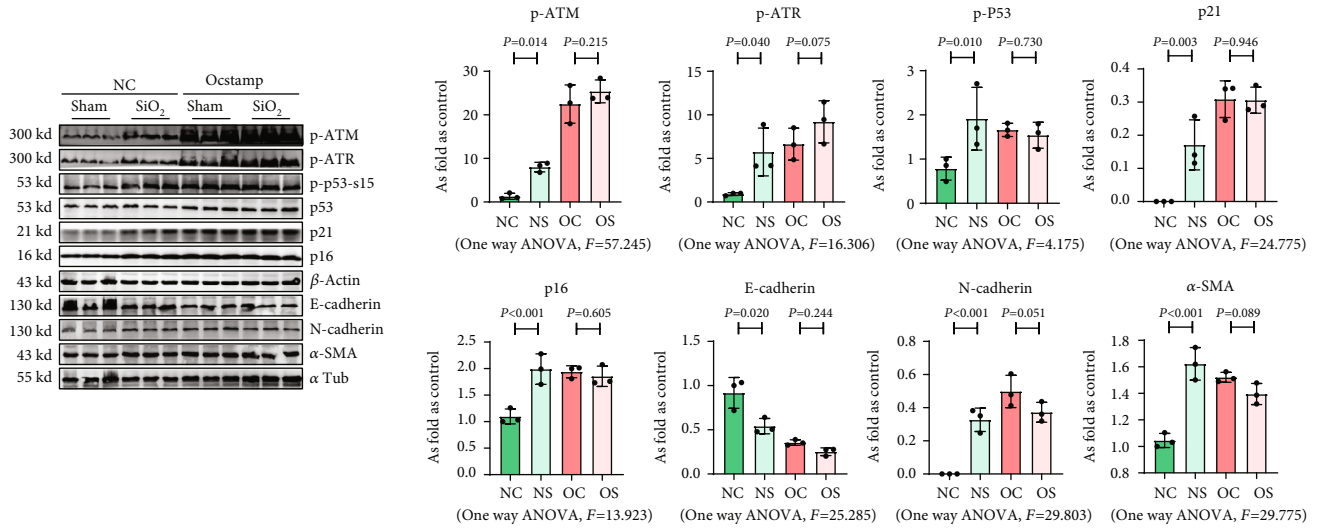 NC
Ocstamp
Sham
SiO2
Sham
SiO2
300 kd
p-ATM
300 kd
p-ATR
53 kd
p-p53-s15
53 kd
p53
21 kd
p21
16 kd
p16
43 kd
β-Actin
130 kd
E-cadherin
130 kd
N-cadherin
43 kd
α-SMA
55 kd
α Tub
p-ATM
P=0.014
P=0.215
As fold as control
30
20
10
0
NC NS OC OS
(One way ANOVA, F=57.245)
p-ATR
P=0.040
P=0.075
As fold as control
15
10
5
0
NC NS OC OS
(One way ANOVA, F=16.306)
p-P53
P=0.010
P=0.730
As fold as control
3
2
1
0
NC NS OC OS
(One way ANOVA, F=4.175)
p21
P=0.003
P=0.946
As fold as control
0.4
0.3
0.2
0.1
0.0
NC NS OC OS
(One way ANOVA, F=24.775)
p16
P<0.001
P=0.605
As fold as control
2.5
2.0
1.5
1.0
0.5
0.0
NC NS OC OS
(One way ANOVA, F=13.923)
E-cadherin
P=0.020
P=0.244
As fold as control
1.5
1.0
0.5
0.0
NC NS OC OS
(One way ANOVA, F=25.285)
N-cadherin
P<0.001
P=0.051
As fold as control
0.8
0.6
0.4
0.2
0.0
NC NS OC OS
(One way ANOVA, F=29.803)
α-SMA
P<0.001
P=0.089
As fold as control
1.8
1.6
1.4
1.2
1.0
0.8
NC NS OC OS
(One way ANOVA, F=29.775)